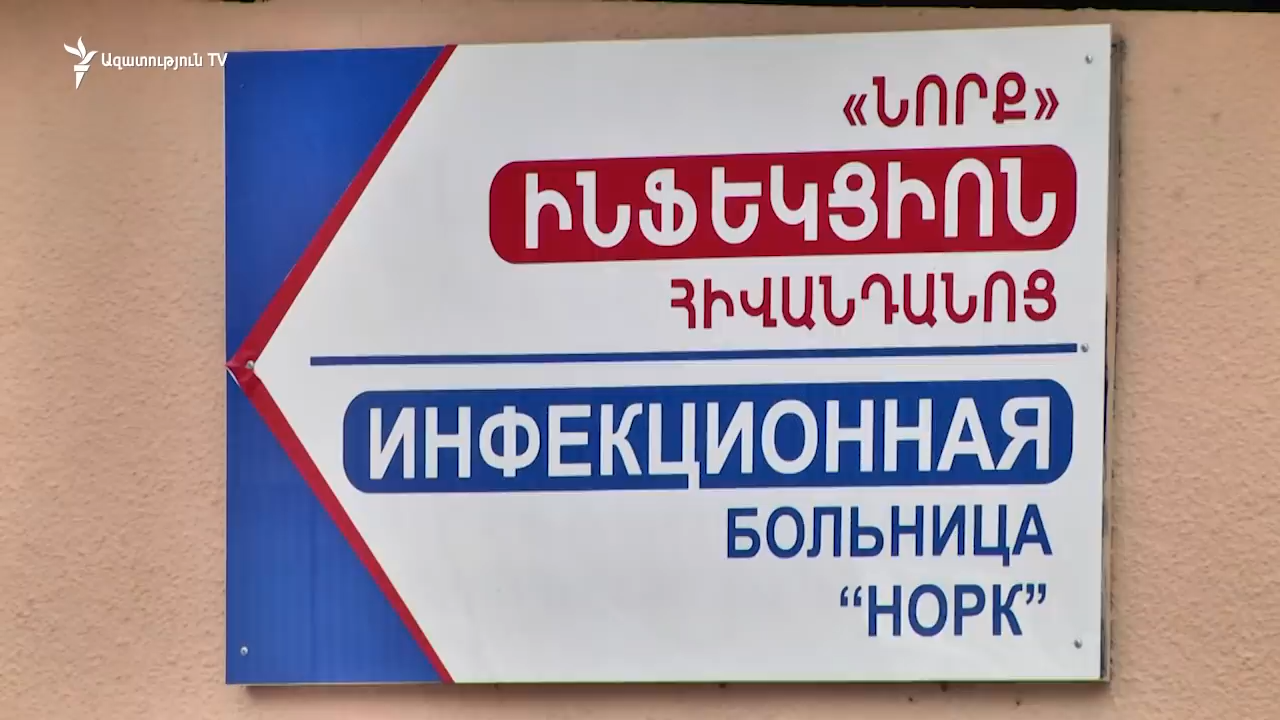 Ազատություն TV
«ՆՈՐՔ»
ԻՆՖԵԿՑԻՈՆ
ՀԻՎԱՆԴԱՆՈՑ
ИНФЕКЦИОННАЯ
БОЛЬНИЦА
“НОРК”